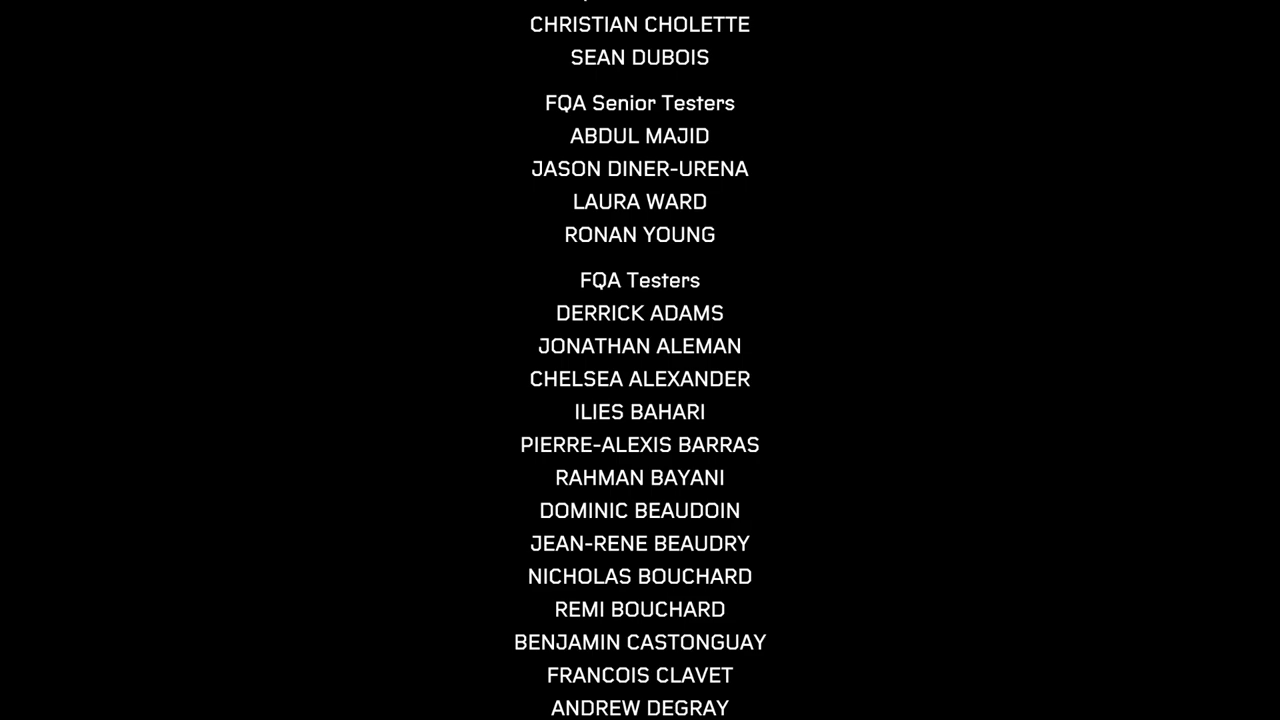 CHRISTIAN CHOLETTE
SEAN DUBOIS
FQA Senior Testers
ABDUL MAJID
JASON DINER-URENA
LAURA WARD
RONAN YOUNG
FQA Testers
DERRICK ADAMS
JONATHAN ALEMAN
CHELSEA ALEXANDER
ILIES BAHARI
PIERRE-ALEXIS BARRAS
RAHMAN BAYANI
DOMINIC BEAUDOIN
JEAN-RENE BEAUDRY
NICHOLAS BOUCHARD
REMI BOUCHARD
BENJAMIN CASTONGUAY
FRANCOIS CLAVET
ANDREW DEGRAY